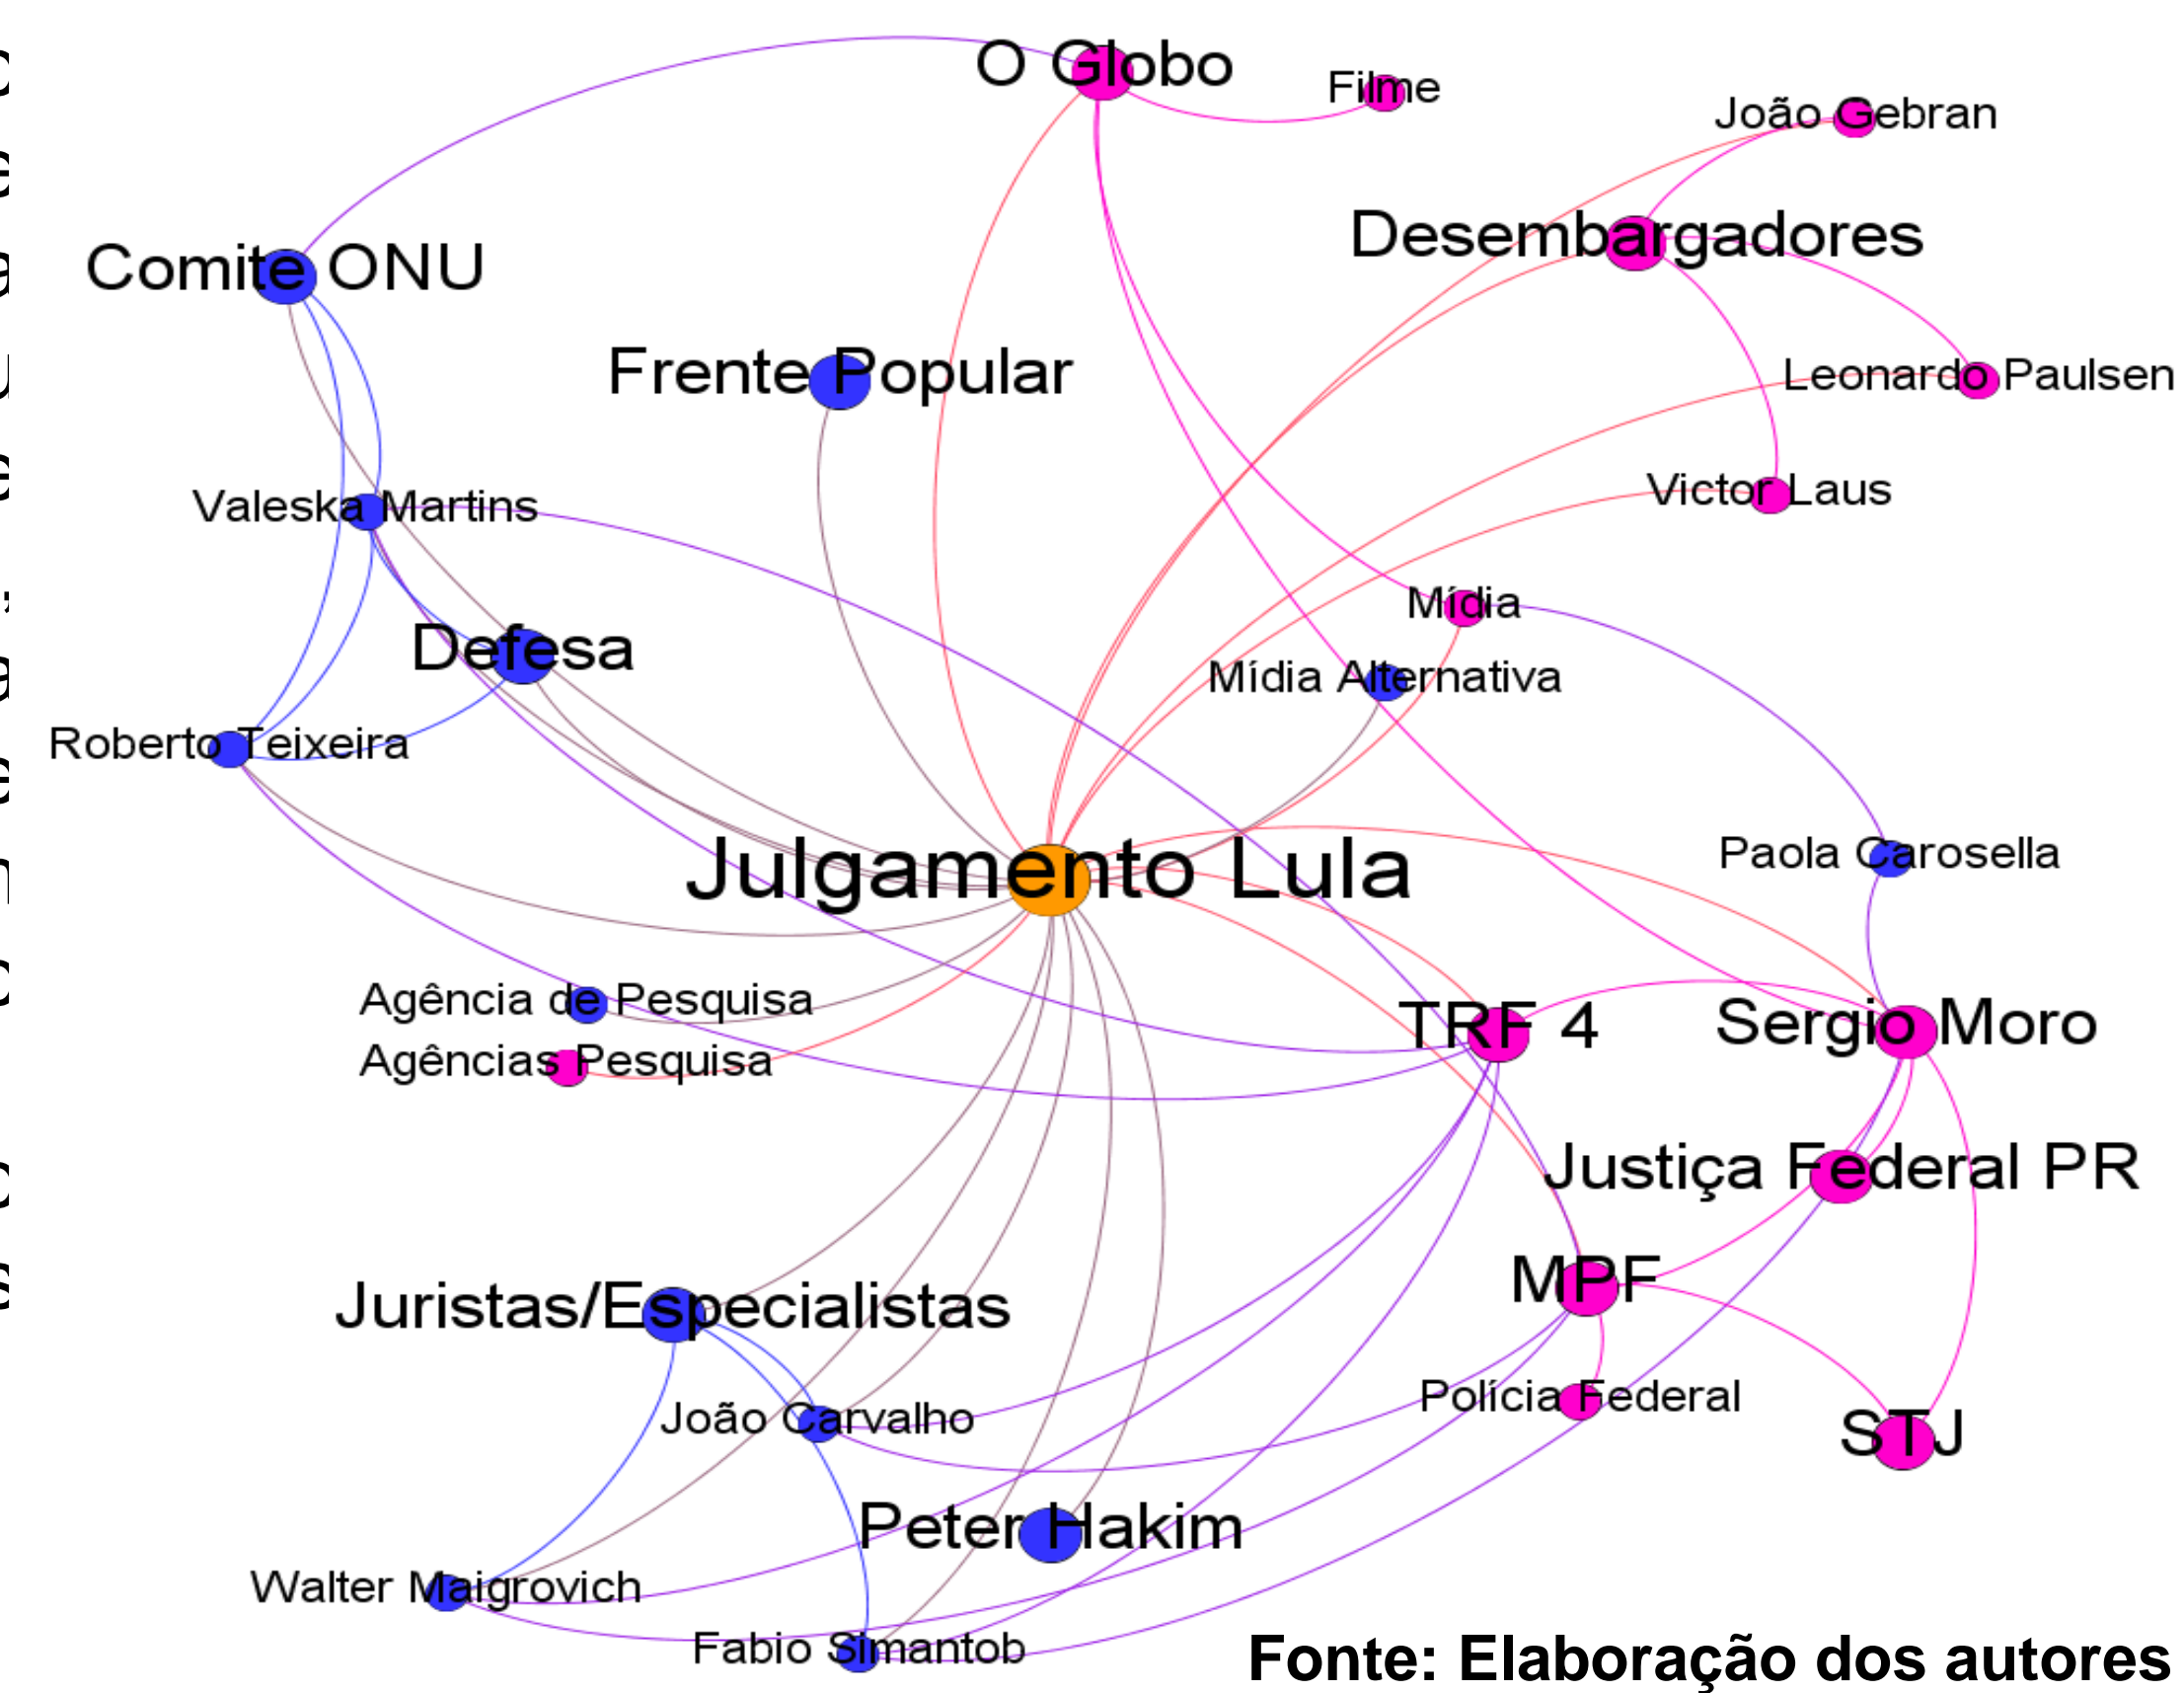 O Globo
Filme
João Gebran
Desembargadores
Comite ONU
Frente Popular
Leonardo Paulsen
Victor Laus
Valeska Martins
Mídia
Defesa
Mídia Alternativa
Roberto Teixeira
Julgamento Lula
Paola Carosella
Agência de Pesquisa
TRF 4
Sergio Moro
Agências Pesquisa
Justiça Federal PR
MPF
Juristas/Especialistas
Polícia Federal
João Carvalho
STJ
Peter Hakim
Walter Maigrovich
Fabio Simantob
Fonte: Elaboração dos autores